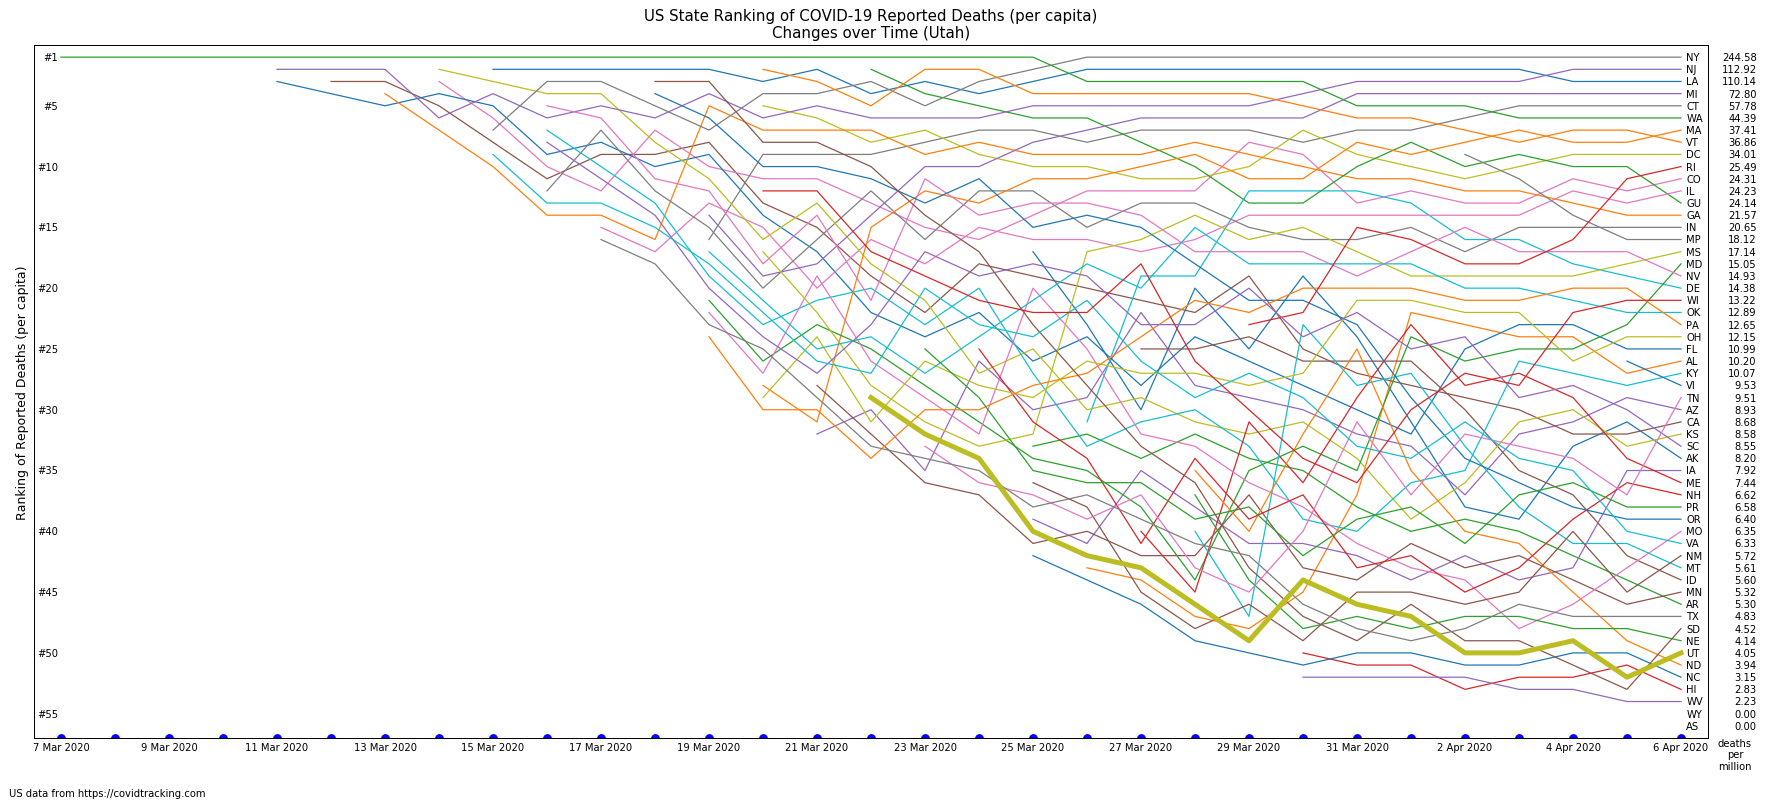 US State Ranking of COVID-19 Reported Deaths (per capita)
Changes over Time (Utah)
Ranking of Reported Deaths (per capita)
#1
#5
#10
#15
#20
#25
#30
#35
#40
#45
#50
#55
NY 244.58
NJ 112.92
LA 110.14
MI 72.80
CT 57.78
WA 44.39
MA 37.41
VT 36.86
DC 34.01
RI 25.49
CO 24.31
IL 24.23
GU 24.14
GA 21.57
IN 20.65
MP 18.12
MS 17.14
MD 15.05
NV 14.93
DE 14.38
WI 13.22
OK 12.89
PA 12.65
OH 12.15
FL 10.99
AL 10.20
KY 10.07
VI 9.53
TN 9.51
AZ 8.93
CA 8.68
KS 8.58
SC 8.55
AK 8.20
IA 7.92
ME 7.44
NH 6.62
PR 6.58
OR 6.40
MO 6.35
VA 6.33
NM 5.72
MT 5.61
ID 5.60
MN 5.32
AR 5.30
TX 4.83
SD 4.52
NE 4.14
UT 4.05
ND 3.94
NC 3.15
HI 2.83
WV 2.23
WY 0.00
AS 0.00
7 Mar 2020 9 Mar 2020 11 Mar 2020 13 Mar 2020 15 Mar 2020 17 Mar 2020 19 Mar 2020 21 Mar 2020 23 Mar 2020 25 Mar 2020 27 Mar 2020 29 Mar 2020 31 Mar 2020 2 Apr 2020 4 Apr 2020 6 Apr 2020
deaths
per
million
US data from https://covidtracking.com